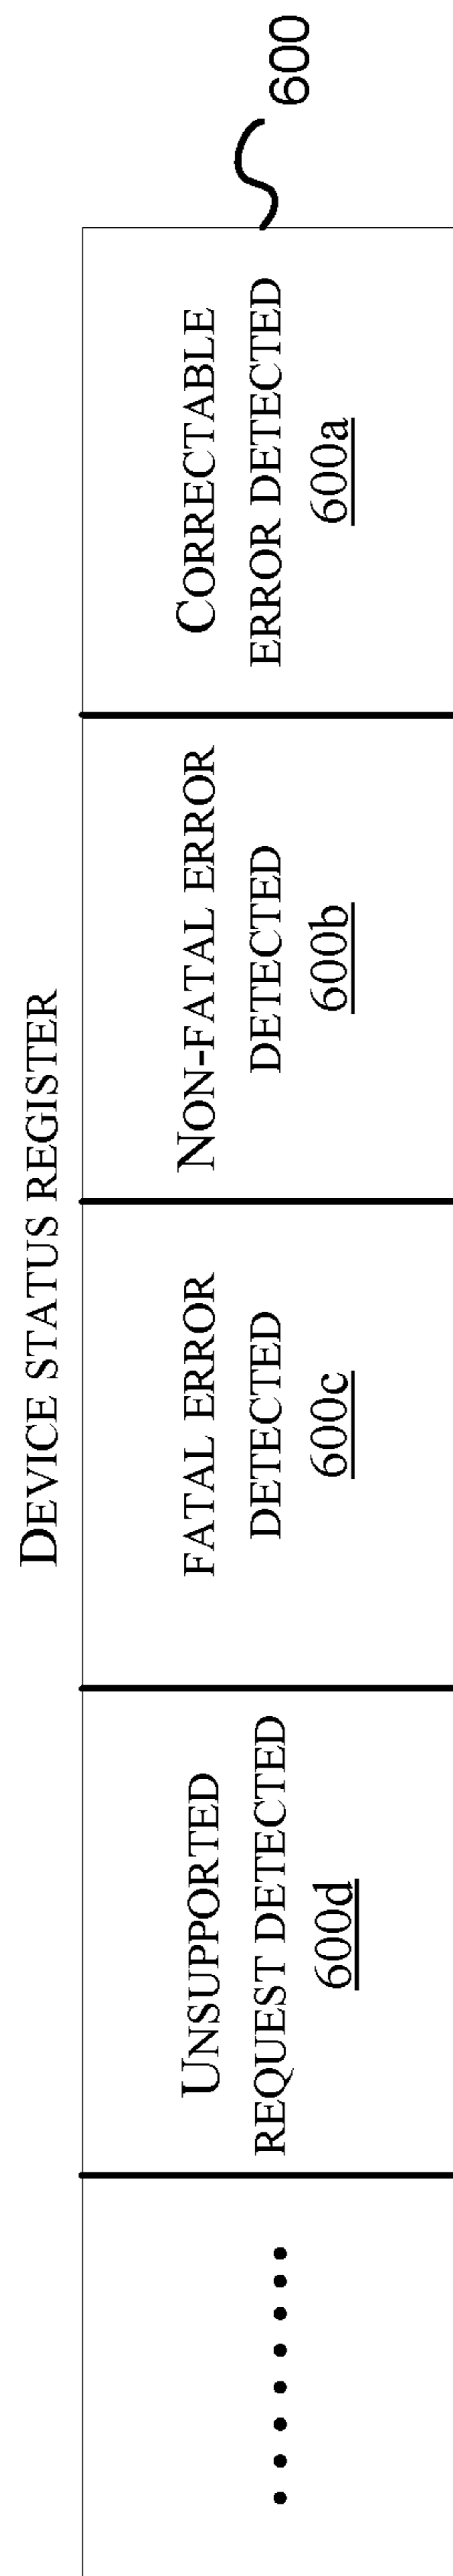 DEVICE STATUS REGISTER
UNSUPPORTED
REQUEST DETECTED
600d
FATAL ERROR
DETECTED
600c
NON-FATAL ERROR
DETECTED
600b
CORRECTABLE
ERROR DETECTED
600a
600